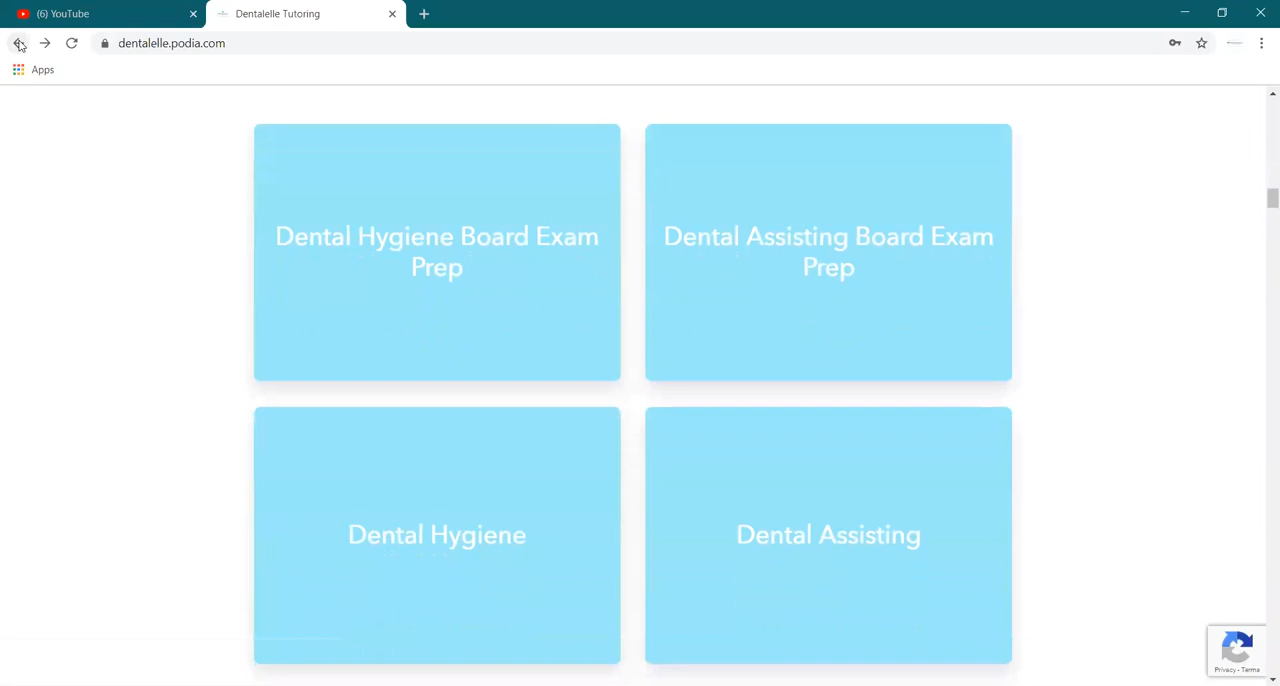 (6) YouTube
Dentalelle Tutoring
dentalelle.podia.com
Apps
Dental Hygiene Board Exam
Prep
Dental Assisting Board Exam
Prep
Dental Hygiene
Dental Assisting
Privacy - Terms